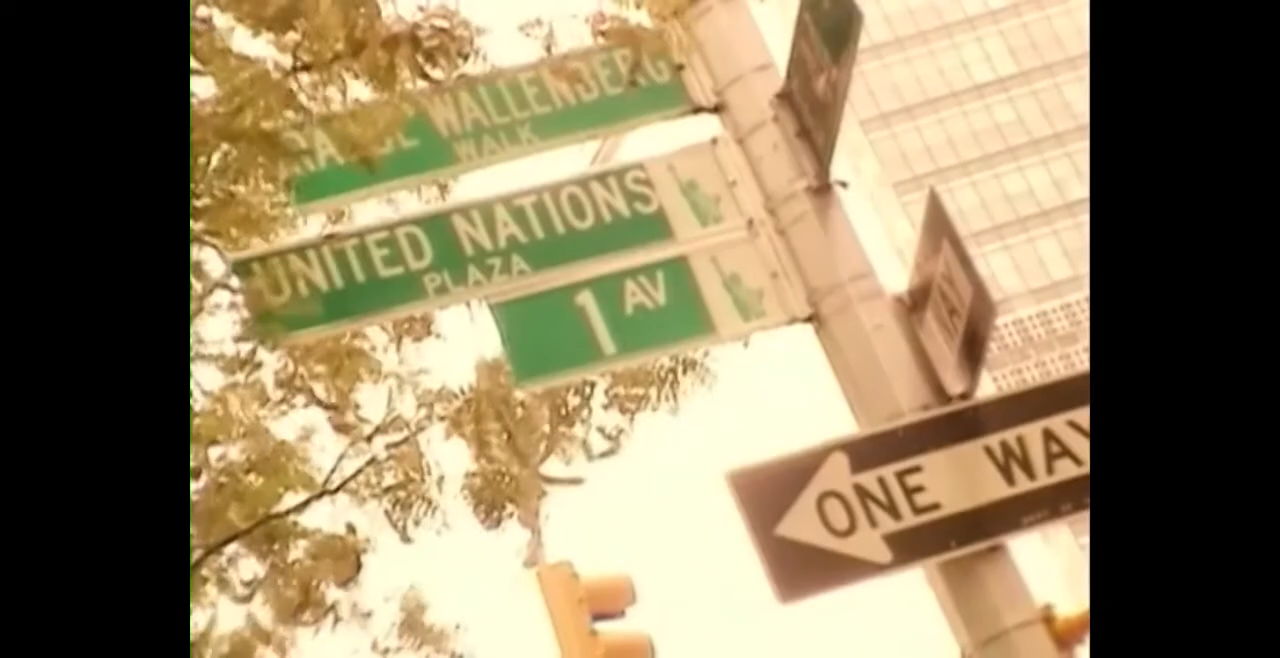 WALLENBERG
WALK
UNITED NATIONS
PLAZA
1 AV
ONE WAY